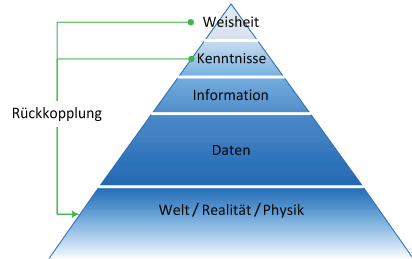 Weisheit
Kenntnisse
Information
Rückkopplung
Daten
Welt / Realität / Physik